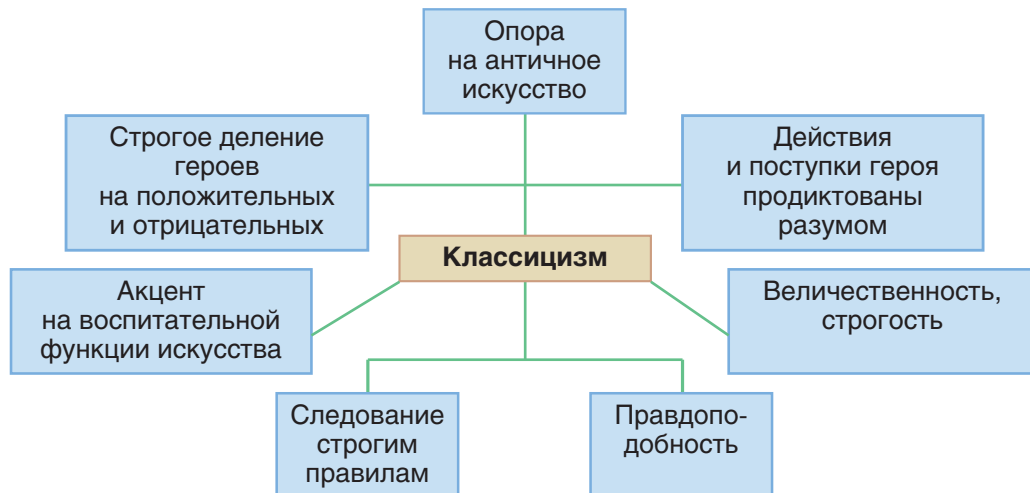 Опора
на античное
искусство
Строгое деление
героев
на положительных
и отрицательных
Действия
и поступки героя
продиктованы
разумом
Классицизм
Акцент
на воспитательной
функции искусства
Величественность,
строгость
Следование
строгим
правилам
Правдопо-
добность